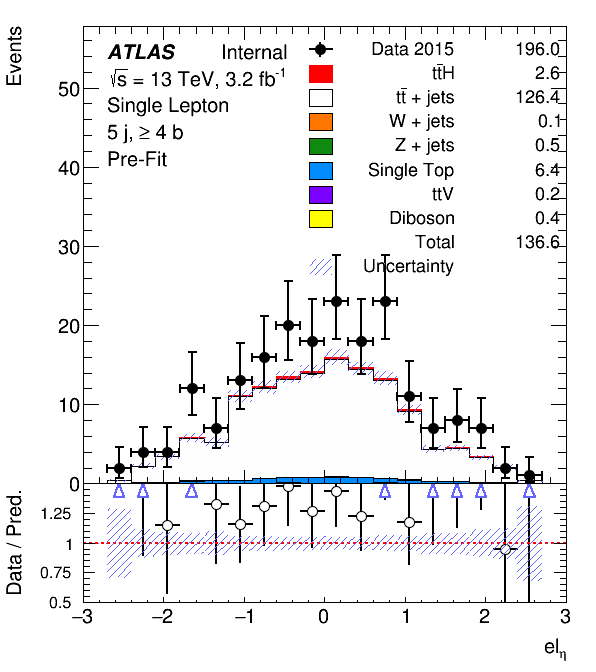 Events
ATLAS Internal
√s = 13 TeV, 3.2 fb⁻¹
Single Lepton
5 j, ≥ 4 b
Pre-Fit
Data 2015 196.0
tt̄H 2.6
tt̄ + jets 126.4
W + jets 0.1
Z + jets 0.5
Single Top 6.4
ttV 0.2
Diboson 0.4
Total 136.6
Uncertainty
50
40
30
20
10
0
Data / Pred.
1.25
1
0.75
0.5
−3 −2 −1 0 1 2 3
el_η